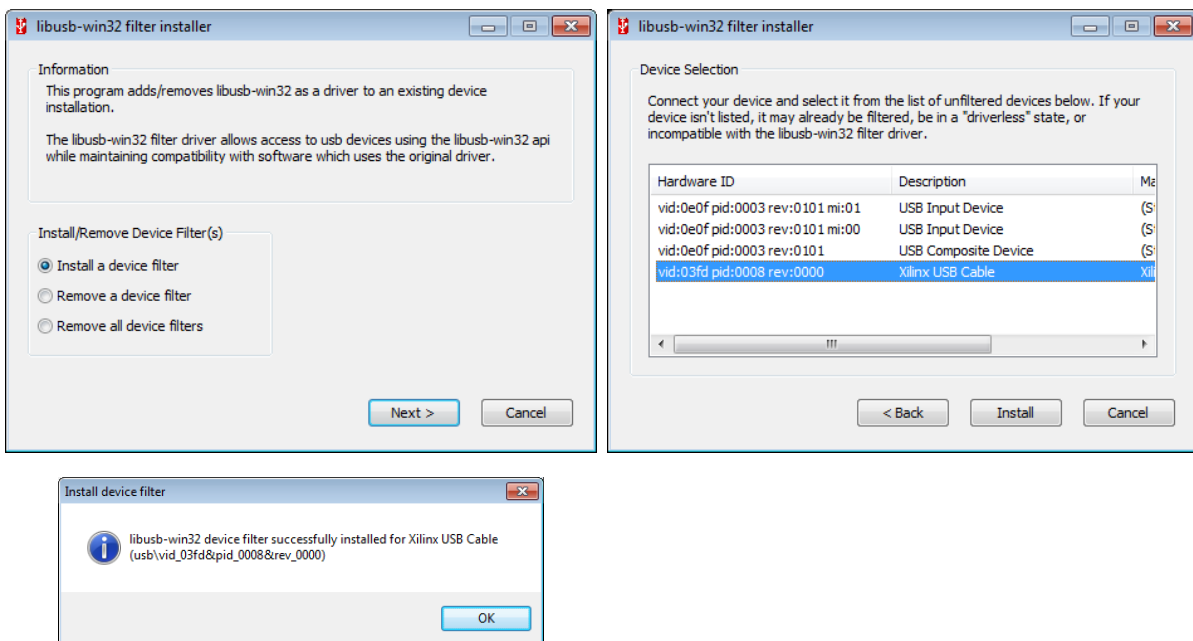 libusb-win32 filter installer
Information
This program adds/removes libusb-win32 as a driver to an existing device
installation.
The libusb-win32 filter driver allows access to usb devices using the libusb-win32 api
while maintaining compatibility with software which uses the original driver.
Install/Remove Device Filter(s)
Install a device filter
Remove a device filter
Remove all device filters
Next >
Cancel
libusb-win32 filter installer
Device Selection
Connect your device and select it from the list of unfiltered devices below. If your
device isn't listed, it may already be filtered, be in a "driverless" state, or
incompatible with the libusb-win32 filter driver.
Hardware ID Description
vid:0e0f pid:0003 rev:0101 mi:01 USB Input Device
vid:0e0f pid:0003 rev:0101 mi:00 USB Input Device
vid:0e0f pid:0003 rev:0101 USB Composite Device
vid:03fd pid:0008 rev:0000 Xilinx USB Cable
< Back
Install
Cancel
Install device filter
libusb-win32 device filter successfully installed for Xilinx USB Cable
(usb\vid_03fd&pid_0008&rev_0000)
OK